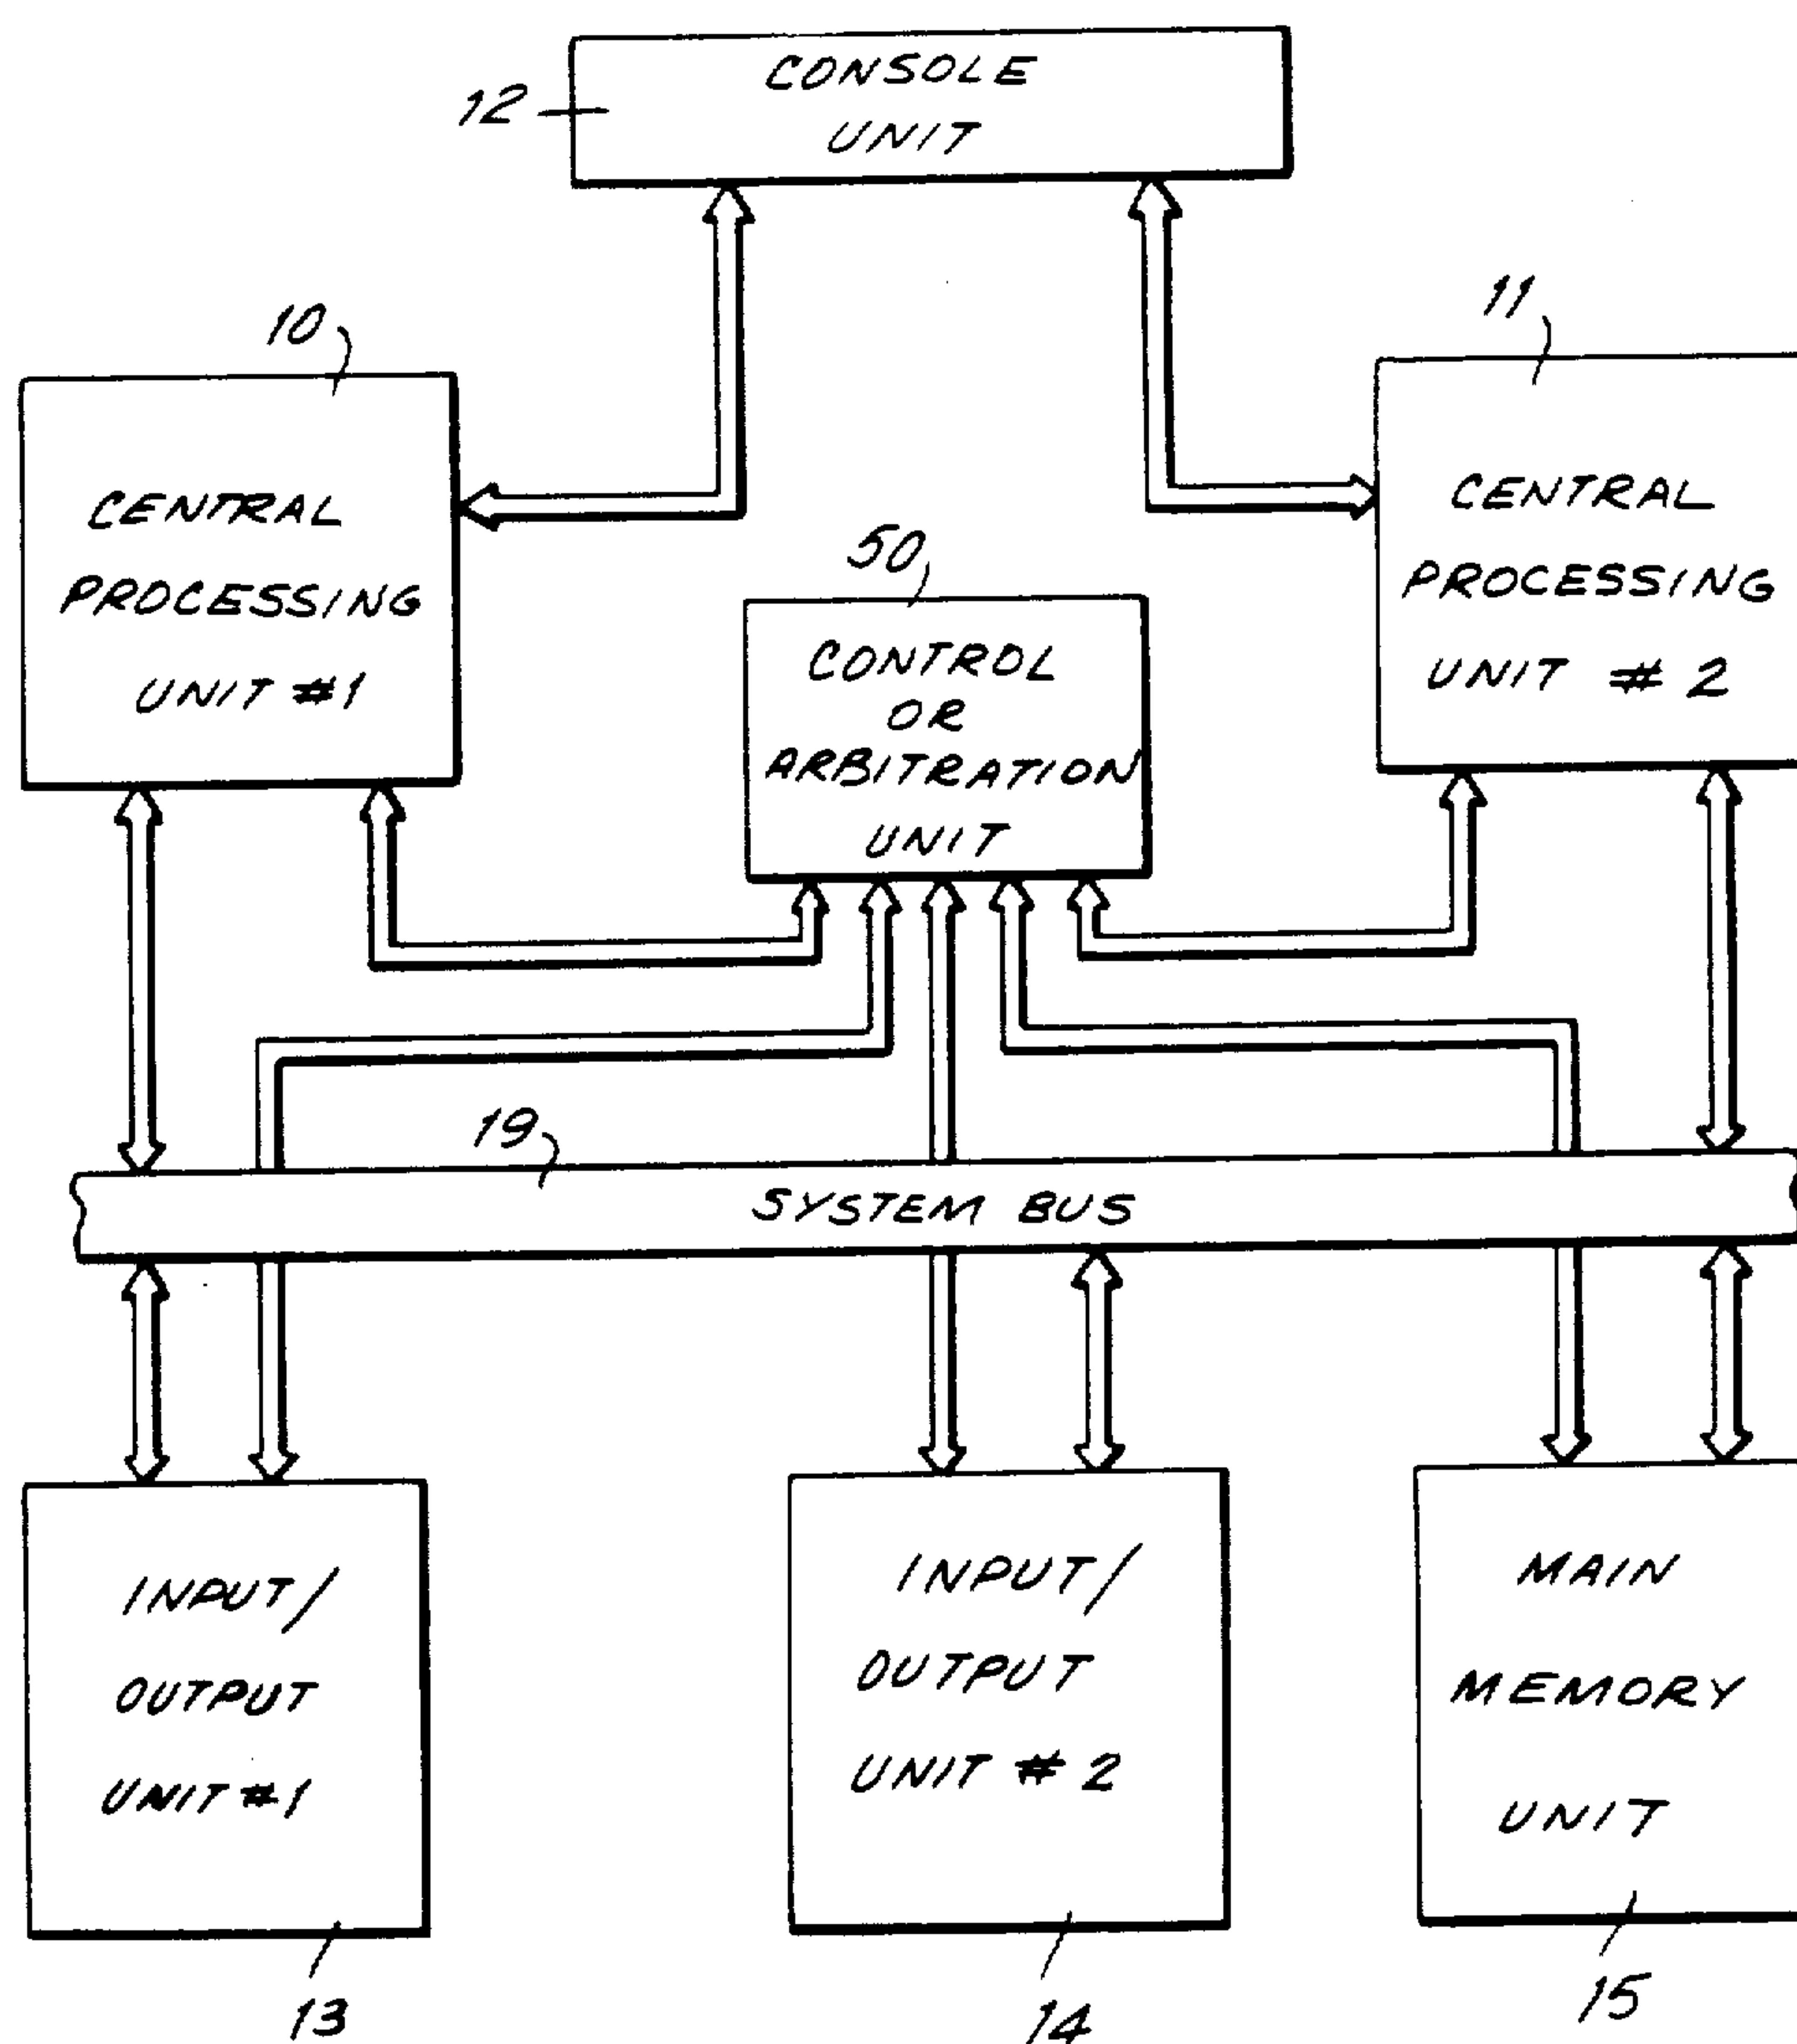 CONSOLE
UNIT
12
10
11
CENTRAL
PROCESSING
UNIT #1
50
CONTROL
OR
ARBITRATION
UNIT
CENTRAL
PROCESSING
UNIT # 2
19
SYSTEM BUS
INPUT/
OUTPUT
UNIT #1
INPUT/
OUTPUT
UNIT # 2
MAIN
MEMORY
UNIT
13
14
15